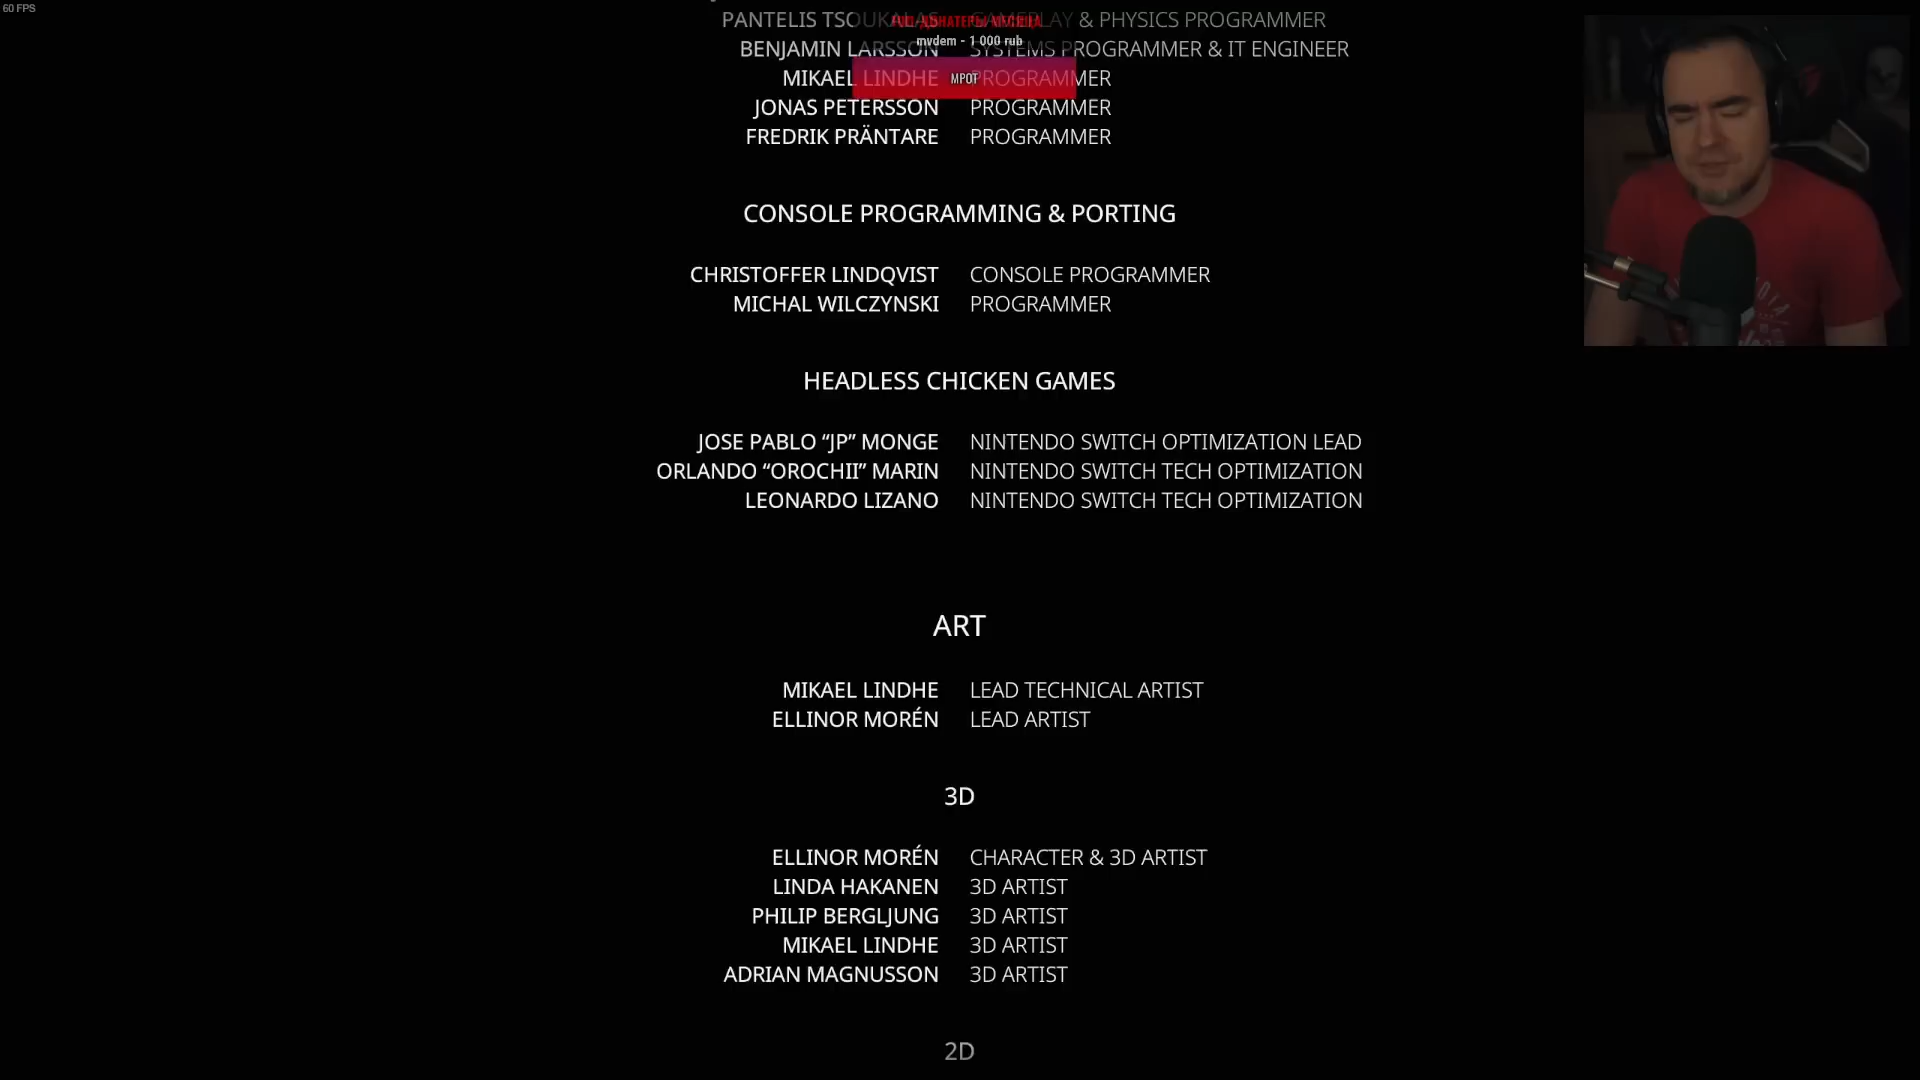 60 FPS
PANTELIS TSOUKALAS GAMEPLAY & PHYSICS PROGRAMMER
mvdem - 1 000 rub
BENJAMIN LARSSON SYSTEMS PROGRAMMER & IT ENGINEER
МРОТ
MIKAEL LINDHE PROGRAMMER
JONAS PETERSSON PROGRAMMER
FREDRIK PRÄNTARE PROGRAMMER
CONSOLE PROGRAMMING & PORTING
CHRISTOFFER LINDQVIST CONSOLE PROGRAMMER
MICHAL WILCZYNSKI PROGRAMMER
HEADLESS CHICKEN GAMES
JOSE PABLO “JP” MONGE NINTENDO SWITCH OPTIMIZATION LEAD
ORLANDO “OROCHII” MARIN NINTENDO SWITCH TECH OPTIMIZATION
LEONARDO LIZANO NINTENDO SWITCH TECH OPTIMIZATION
ART
MIKAEL LINDHE LEAD TECHNICAL ARTIST
ELLINOR MORÉN LEAD ARTIST
3D
ELLINOR MORÉN CHARACTER & 3D ARTIST
LINDA HAKANEN 3D ARTIST
PHILIP BERGLJUNG 3D ARTIST
MIKAEL LINDHE 3D ARTIST
ADRIAN MAGNUSSON 3D ARTIST
2D